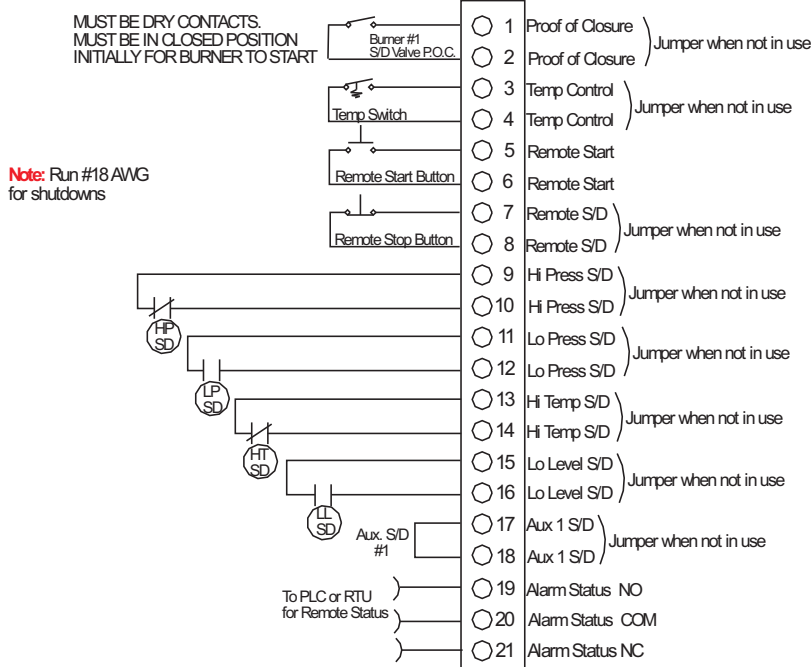 MUST BE DRY CONTACTS.
MUST BE IN CLOSED POSITION
INITIALLY FOR BURNER TO START
Burner #1
S/D Valve P.O.C.
1 Proof of Closure
2 Proof of Closure
Jumper when not in use
Temp Switch
3 Temp Control
4 Temp Control
Jumper when not in use
Note: Run #18 AWG
for shutdowns
Remote Start Button
5 Remote Start
6 Remote Start
Remote Stop Button
7 Remote S/D
8 Remote S/D
Jumper when not in use
HP
SD
9 Hi Press S/D
10 Hi Press S/D
Jumper when not in use
LP
SD
11 Lo Press S/D
12 Lo Press S/D
Jumper when not in use
HT
SD
13 Hi Temp S/D
14 Hi Temp S/D
Jumper when not in use
LL
SD
15 Lo Level S/D
16 Lo Level S/D
Jumper when not in use
Aux. S/D
#1
17 Aux 1 S/D
18 Aux 1 S/D
Jumper when not in use
To PLC or RTU
for Remote Status
19 Alarm Status NO
20 Alarm Status COM
21 Alarm Status NC